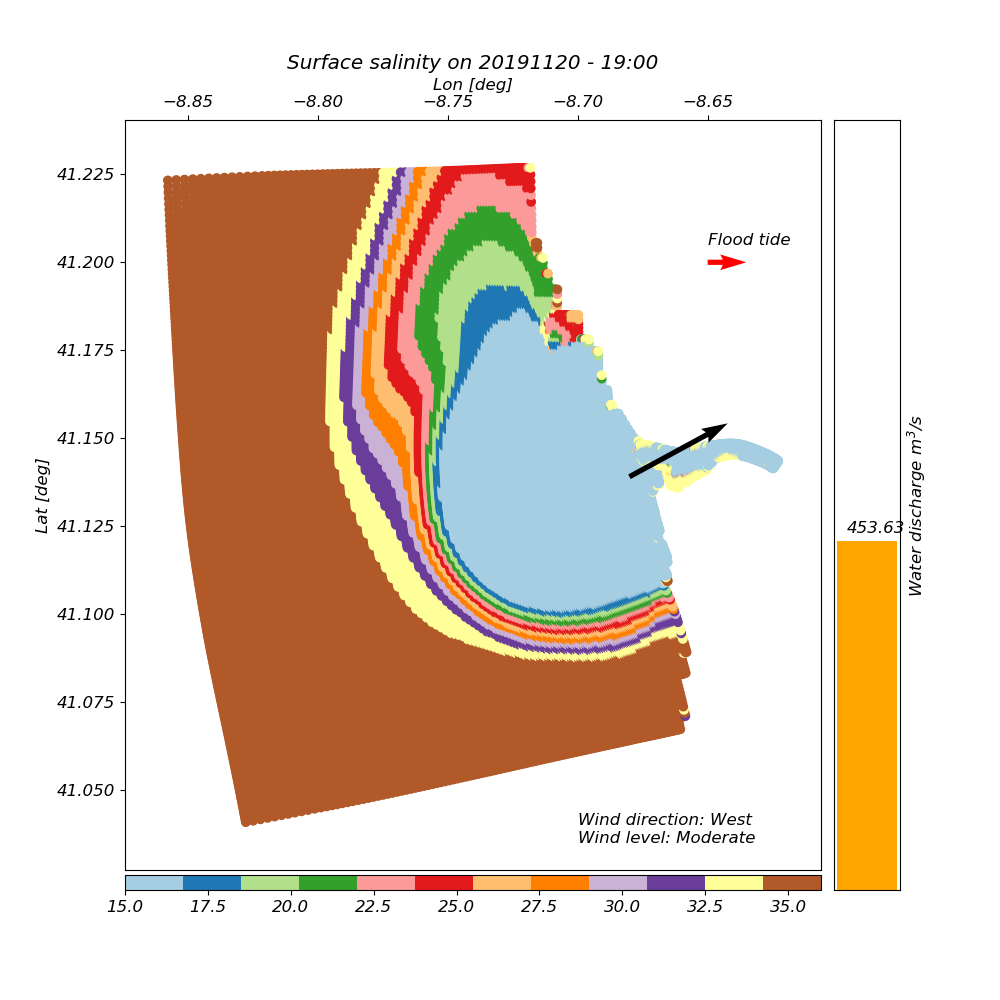 Surface salinity on 20191120 - 19:00
Lon [deg]
−8.85 −8.80 −8.75 −8.70 −8.65
41.225
41.200
41.175
41.150
41.125
41.100
41.075
41.050
Lat [deg]
Flood tide
Wind direction: West
Wind level: Moderate
15.0 17.5 20.0 22.5 25.0 27.5 30.0 32.5 35.0
453.63
Water discharge m³/s